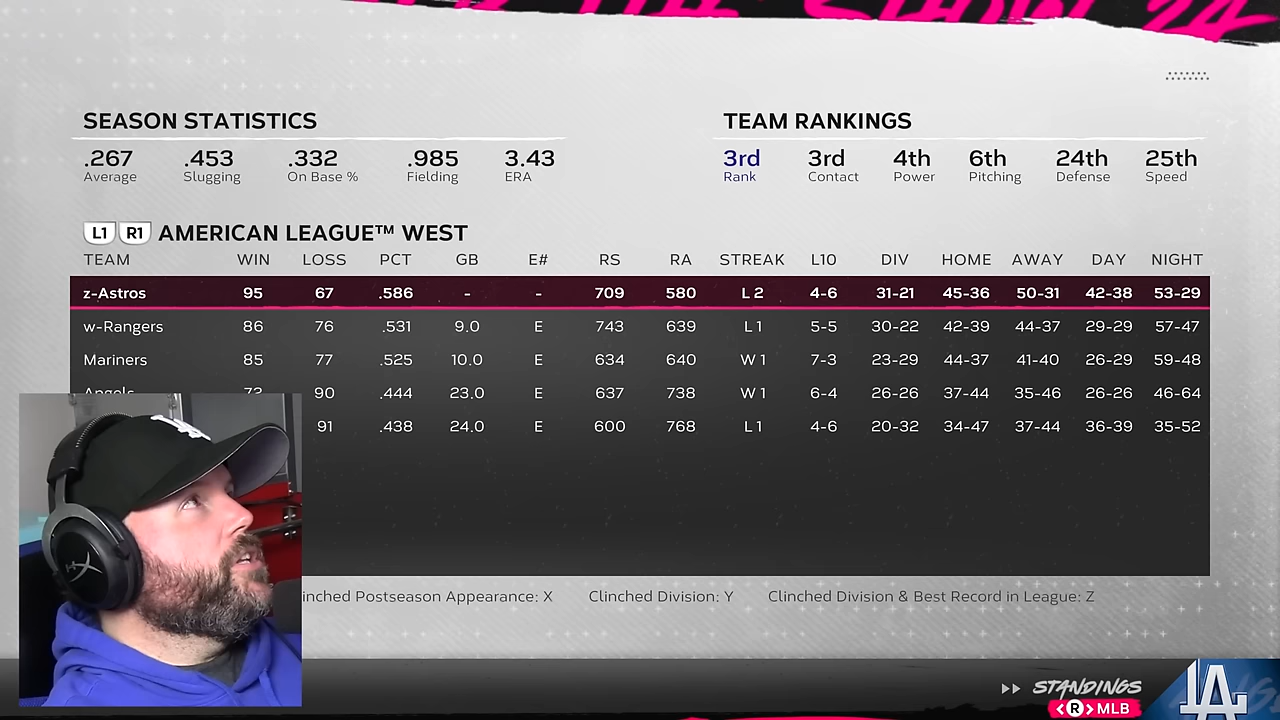 THE SHOW 24
SEASON STATISTICS
TEAM RANKINGS
.267 .453 .332 .985 3.43
3rd 3rd 4th 6th 24th 25th
Average Slugging On Base % Fielding ERA
Rank Contact Power Pitching Defense Speed
L1 R1 AMERICAN LEAGUE™ WEST
TEAM WIN LOSS PCT GB E# RS RA STREAK L10 DIV HOME AWAY DAY NIGHT
z-Astros 95 67 .586 - - 709 580 L 2 4-6 31-21 45-36 50-31 42-38 53-29
w-Rangers 86 76 .531 9.0 E 743 639 L 1 5-5 30-22 42-39 44-37 29-29 57-47
Mariners 85 77 .525 10.0 E 634 640 W 1 7-3 23-29 44-37 41-40 26-29 59-48
Angels 72 90 .444 23.0 E 637 738 W 1 6-4 26-26 37-44 35-46 26-26 46-64
91 .438 24.0 E 600 768 L 1 4-6 20-32 34-47 37-44 36-39 35-52
Postseason Appearance: X Clinched Division: Y Clinched Division & Best Record in League: Z
STANDINGS
R MLB
LA